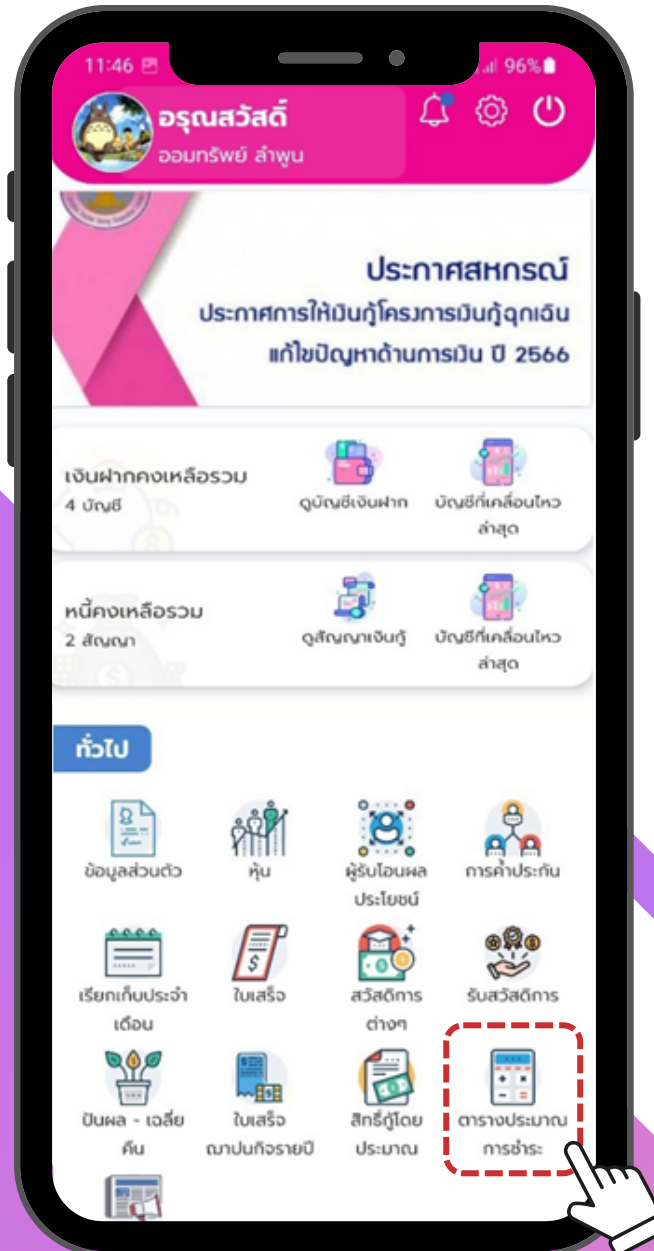 11:46
96%
อรุณสวัสดิ์
ออมทรัพย์ ลำพูน
ประกาศสหกรณ์
ประกาศการให้เงินกู้โครงการเงินกู้ฉุกเฉิน
แก้ไขปัญหาด้านการเงิน ปี 2566
เงินฝากคงเหลือรวม
4 บัญชี
ดูบัญชีเงินฝาก
บัญชีที่เคลื่อนไหว
ล่าสุด
หนี้คงเหลือรวม
2 สัญญา
ดูสัญญาเงินกู้
บัญชีที่เคลื่อนไหว
ล่าสุด
ทั่วไป
ข้อมูลส่วนตัว
หุ้น
ผู้รับโอนผล
ประโยชน์
การค้ำประกัน
เรียกเก็บประจำ
เดือน
ใบเสร็จ
สวัสดิการ
ต่างๆ
รับสวัสดิการ
ปันผล - เฉลี่ย
คืน
ใบเสร็จ
ฌาปนกิจรายปี
สิทธิ์กู้โดย
ประมาณ
ตารางประมาณ
การชำระ